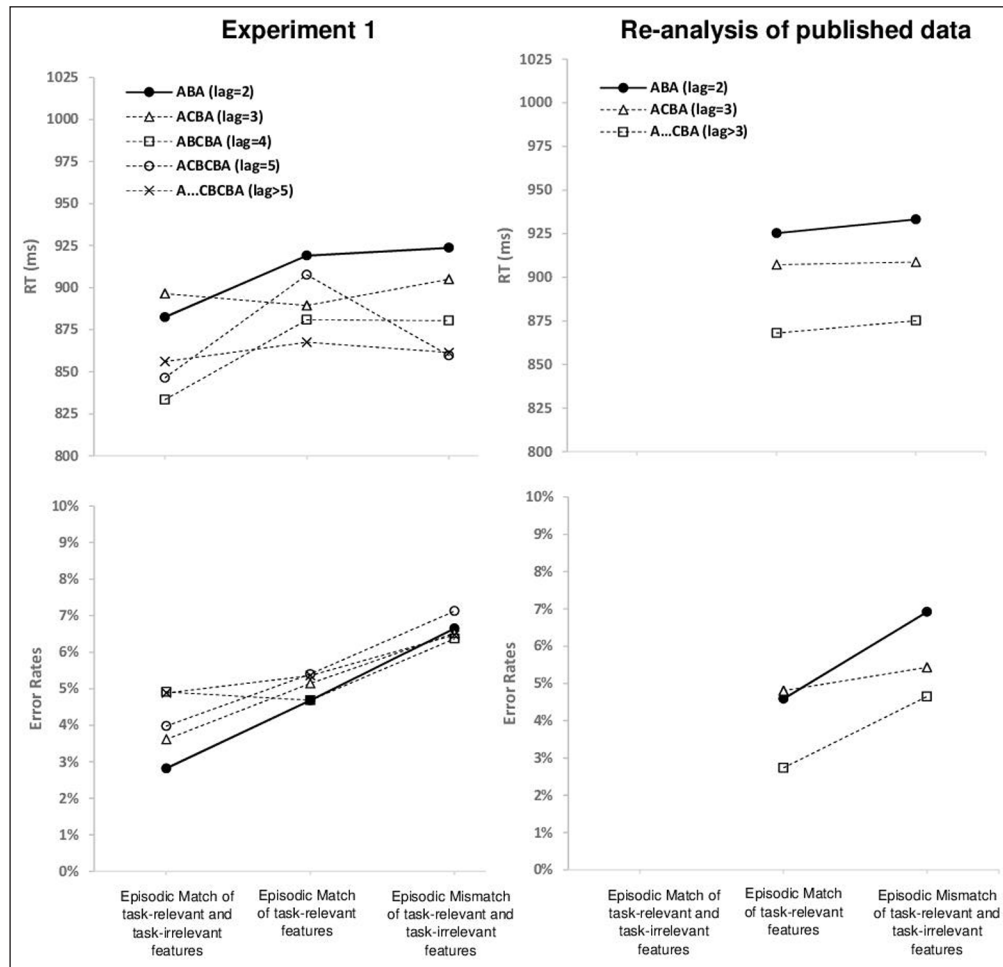 Experiment 1
Re-analysis of published data
1025
1000
975
950
925
900
875
850
825
800
RT (ms)
ABA (lag=2)
ACBA (lag=3)
ABCBA (lag=4)
ACBCBA (lag=5)
A...CBCBA (lag>5)
1025
1000
975
950
925
900
875
850
825
800
RT (ms)
ABA (lag=2)
ACBA (lag=3)
A...CBA (lag>3)
10%
9%
8%
7%
6%
5%
4%
3%
2%
1%
0%
Error Rates
Episodic Match of
task-relevant and
task-irrelevant
features
Episodic Match
of task-relevant
features
Episodic Mismatch
of task-relevant and
task-irrelevant
features
10%
9%
8%
7%
6%
5%
4%
3%
2%
1%
0%
Error Rates
Episodic Match of
task-relevant and
task-irrelevant
features
Episodic Match
of task-relevant
features
Episodic Mismatch
of task-relevant and
task-irrelevant
features